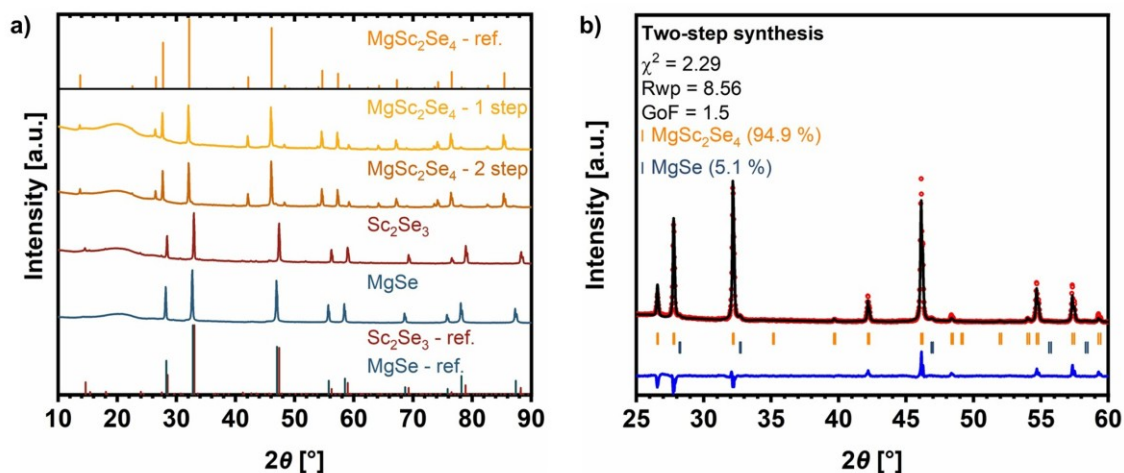 a)
Intensity [a.u.]
MgSc₂Se₄ - ref.
MgSc₂Se₄ - 1 step
MgSc₂Se₄ - 2 step
Sc₂Se₃
MgSe
Sc₂Se₃ - ref.
MgSe - ref.
10 20 30 40 50 60 70 80 90
2θ [°]
b)
Intensity [a.u.]
Two-step synthesis
χ² = 2.29
Rwp = 8.56
GoF = 1.5
I MgSc₂Se₄ (94.9 %)
I MgSe (5.1 %)
25 30 35 40 45 50 55 60
2θ [°]